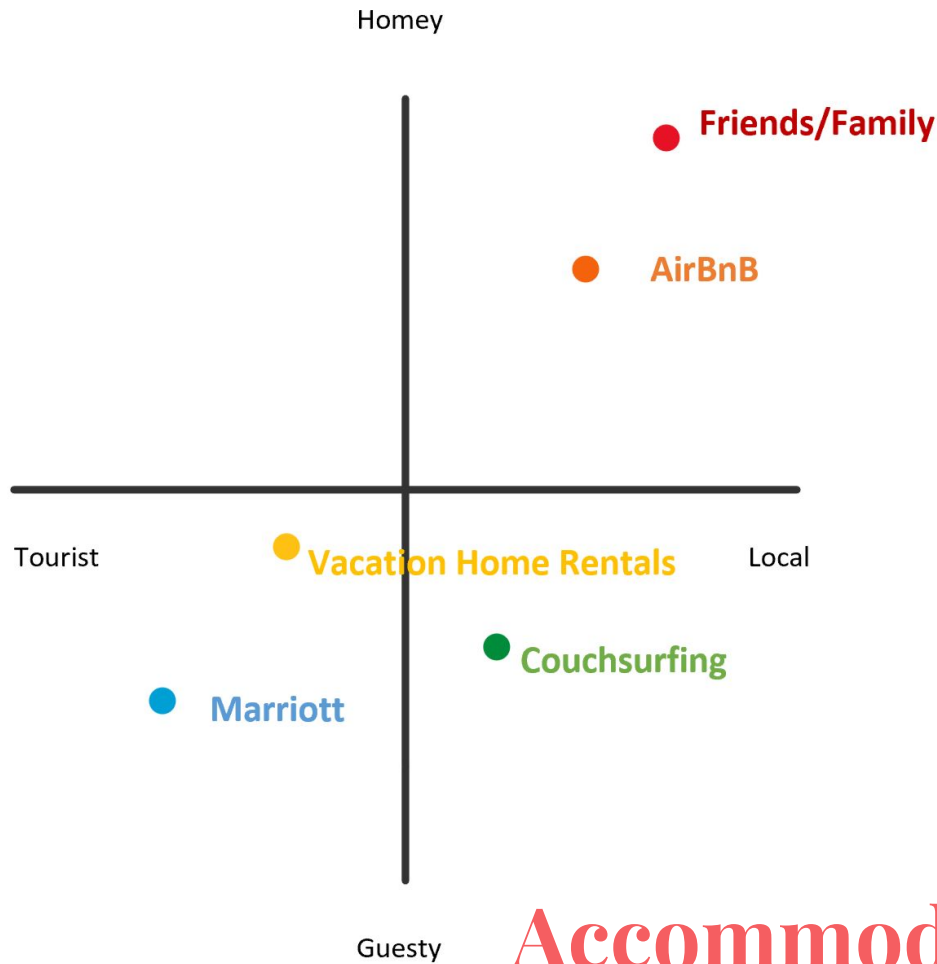 Homey
Friends/Family
AirBnB
Tourist
Vacation Home Rentals
Local
Couchsurfing
Marriott
Guesty
Accommod